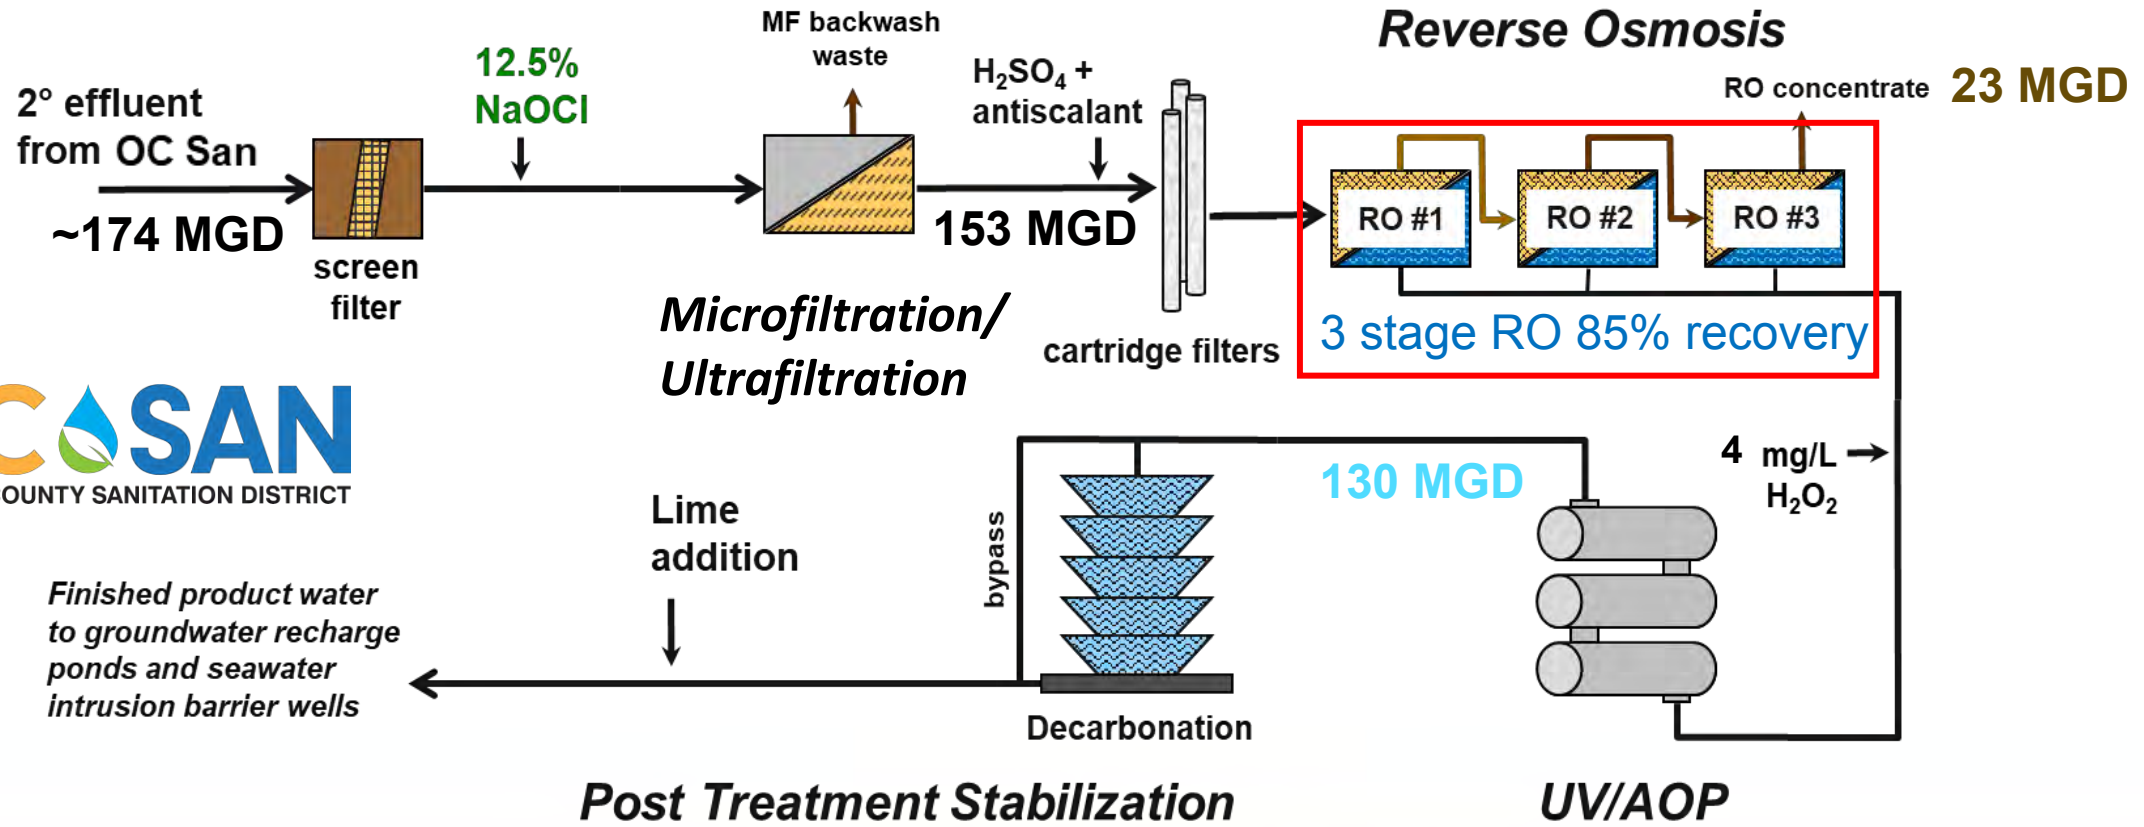 MF backwash
waste
Reverse Osmosis
12.5%
NaOCl
H₂SO₄ +
antiscalant
RO concentrate 23 MGD
2° effluent
from OC San
~174 MGD
screen
filter
153 MGD
RO #1
RO #2
RO #3
3 stage RO 85% recovery
Microfiltration/
Ultrafiltration
cartridge filters
C SAN
COUNTY SANITATION DISTRICT
130 MGD
4 mg/L
H₂O₂
Lime
addition
bypass
Finished product water
to groundwater recharge
ponds and seawater
intrusion barrier wells
Decarbonation
Post Treatment Stabilization
UV/AOP